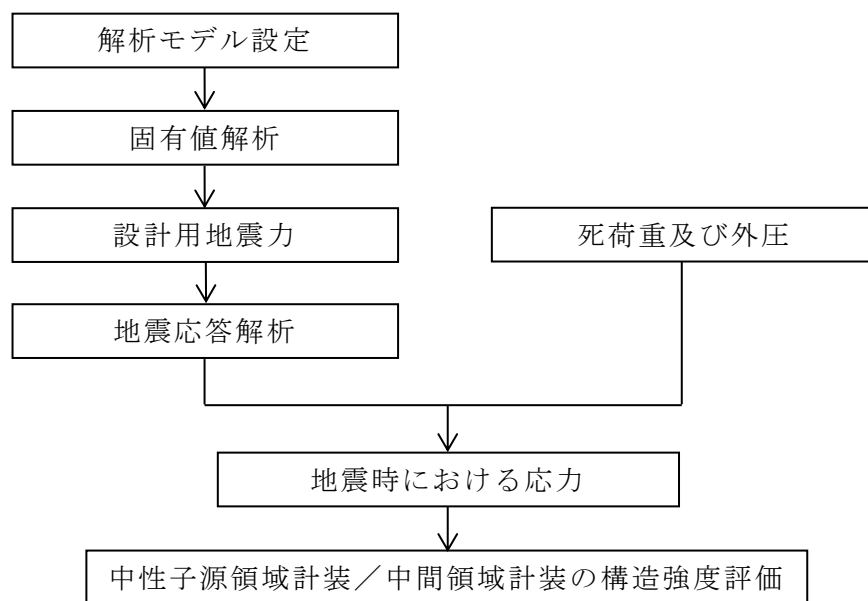 解析モデル設定
固有値解析
設計用地震力
死荷重及び外圧
地震応答解析
地震時における応力
中性子源領域計装／中間領域計装の構造強度評価